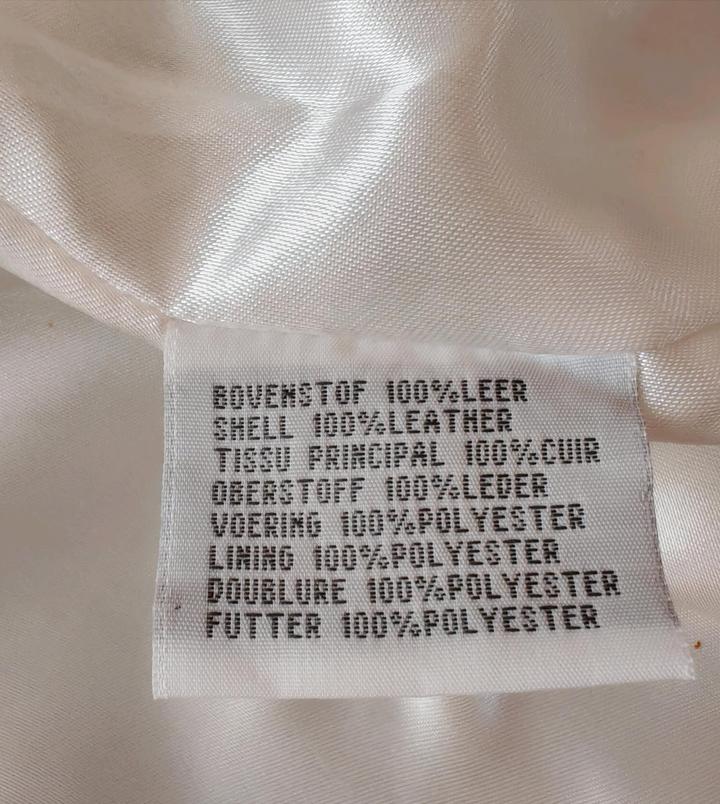 BOVENSTOF 100%LEER
SHELL 100%LEATHER
TISSU PRINCIPAL 100%CUIR
OBERSTOFF 100%LEDER
VOERING 100%POLYESTER
LINING 100%POLYESTER
DOUBLURE 100%POLYESTER
FUTTER 100%POLYESTER